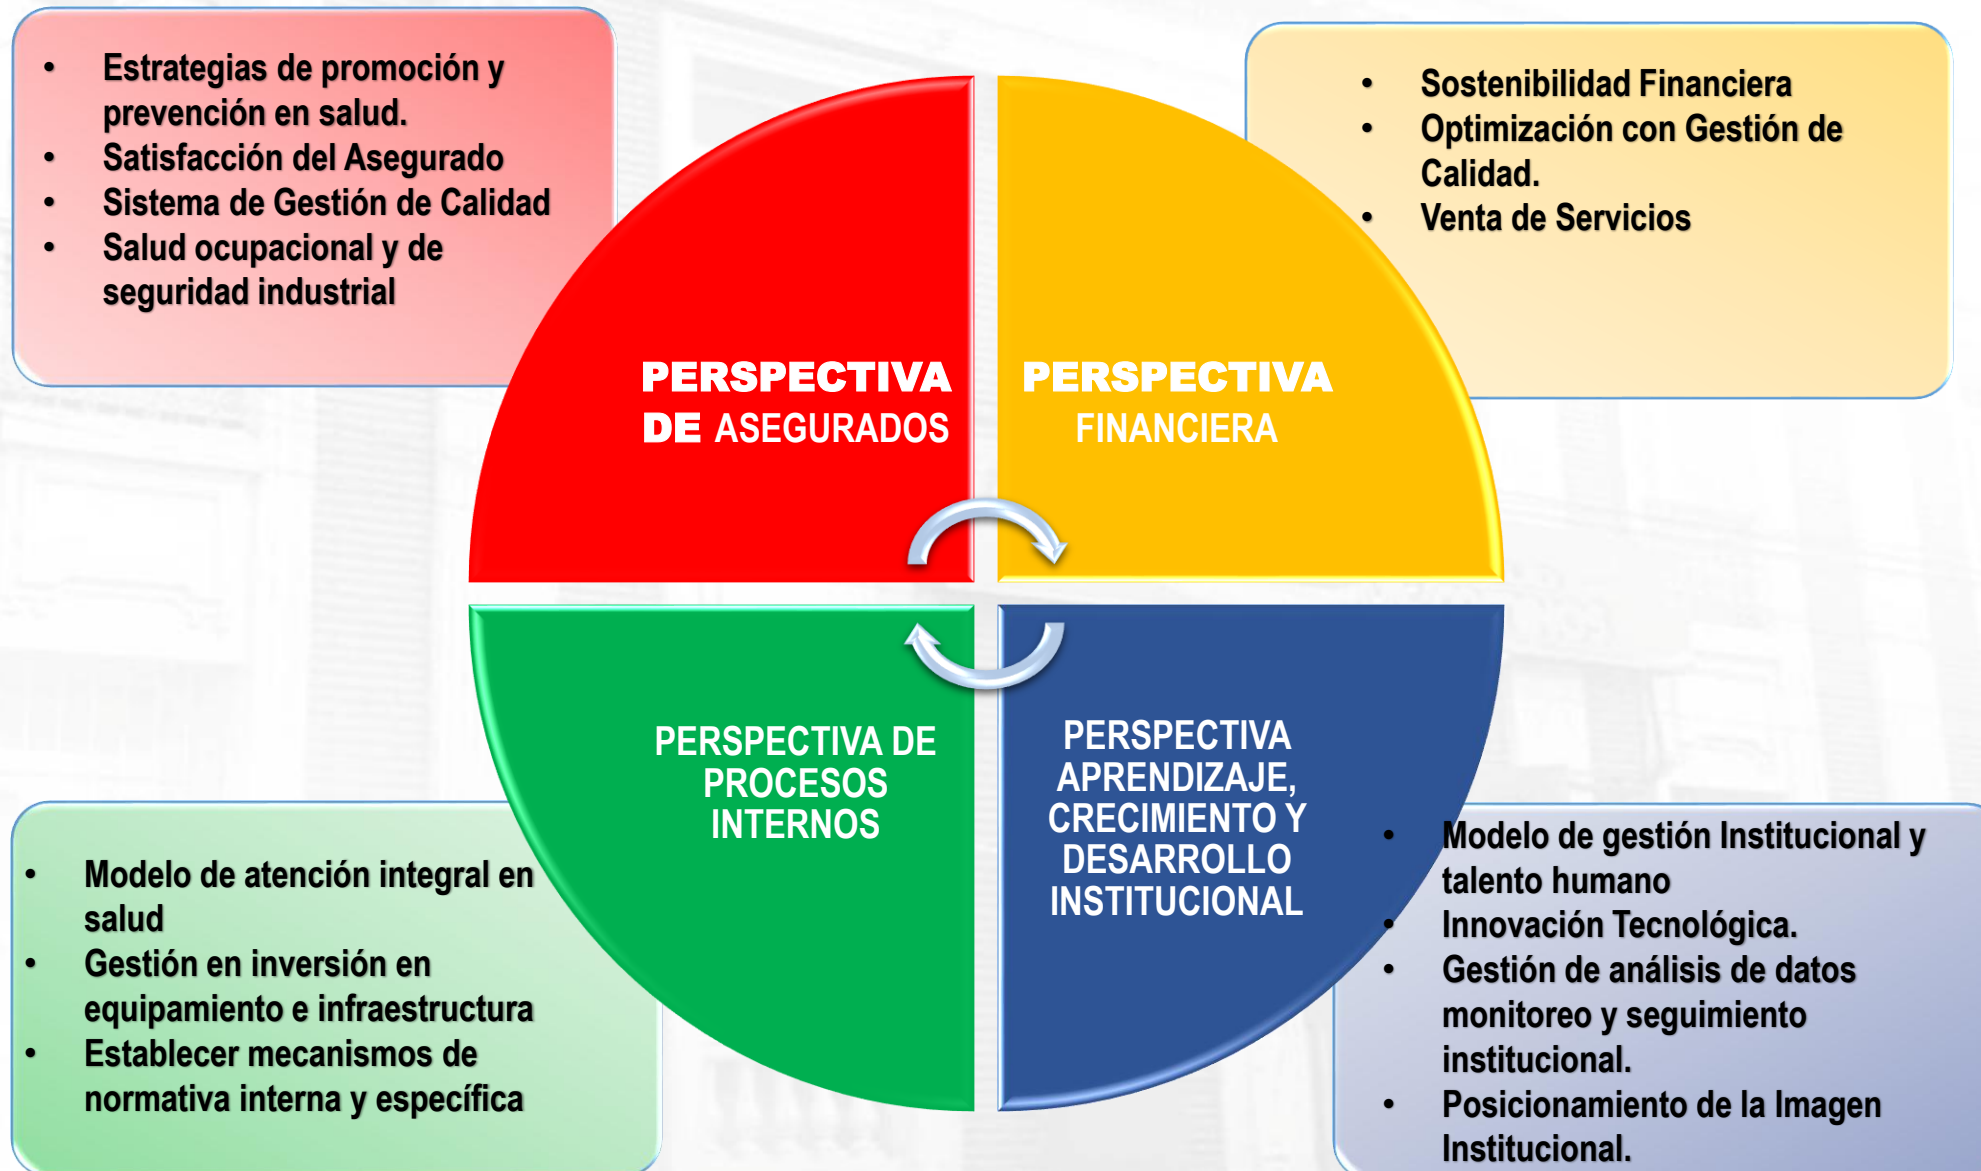 • Estrategias de promoción y
prevención en salud.
• Satisfacción del Asegurado
• Sistema de Gestión de Calidad
• Salud ocupacional y de
seguridad industrial
• Sostenibilidad Financiera
• Optimización con Gestión de
Calidad.
• Venta de Servicios
PERSPECTIVA
DE ASEGURADOS
PERSPECTIVA
FINANCIERA
PERSPECTIVA DE
PROCESOS
INTERNOS
PERSPECTIVA
APRENDIZAJE,
CRECIMIENTO Y
DESARROLLO
INSTITUCIONAL
• Modelo de atención integral en
salud
• Gestión en inversión en
equipamiento e infraestructura
• Establecer mecanismos de
normativa interna y específica
• Modelo de gestión Institucional y
talento humano
• Innovación Tecnológica.
• Gestión de análisis de datos
monitoreo y seguimiento
institucional.
• Posicionamiento de la Imagen
Institucional.